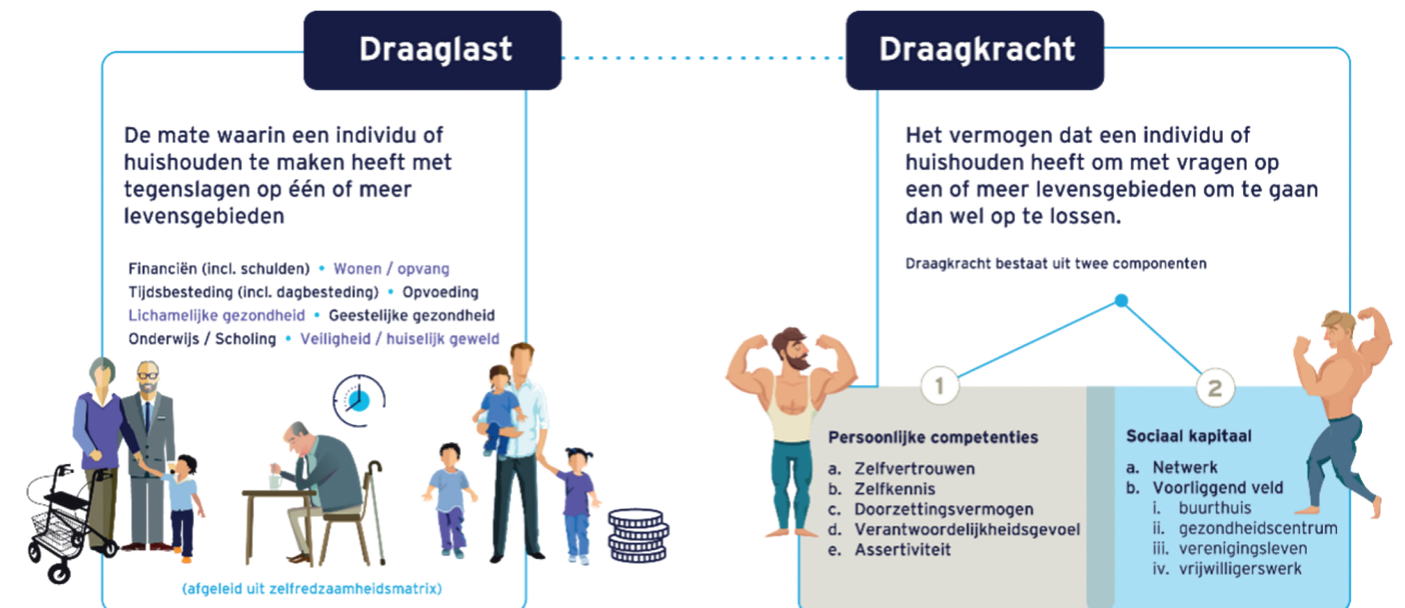 Draaglast
De mate waarin een individu of
huishouden te maken heeft met
tegenslagen op één of meer
levensgebieden
Financiën (incl. schulden) • Wonen / opvang
Tijdsbesteding (incl. dagbesteding) • Opvoeding
Lichamelijke gezondheid • Geestelijke gezondheid
Onderwijs / Scholing • Veiligheid / huiselijk geweld
(afgeleid uit zelfredzaamheidsmatrix)
Draagkracht
Het vermogen dat een individu of
huishouden heeft om met vragen op
een of meer levensgebieden om te gaan
dan wel op te lossen.
Draagkracht bestaat uit twee componenten
1
Persoonlijke competenties
a. Zelfvertrouwen
b. Zelfkennis
c. Doorzettingsvermogen
d. Verantwoordelijkheidsgevoel
e. Assertiviteit
2
Sociaal kapitaal
a. Netwerk
b. Voorliggend veld
i. buurthuis
ii. gezondheidscentrum
iii. verenigingsleven
iv. vrijwilligerswerk